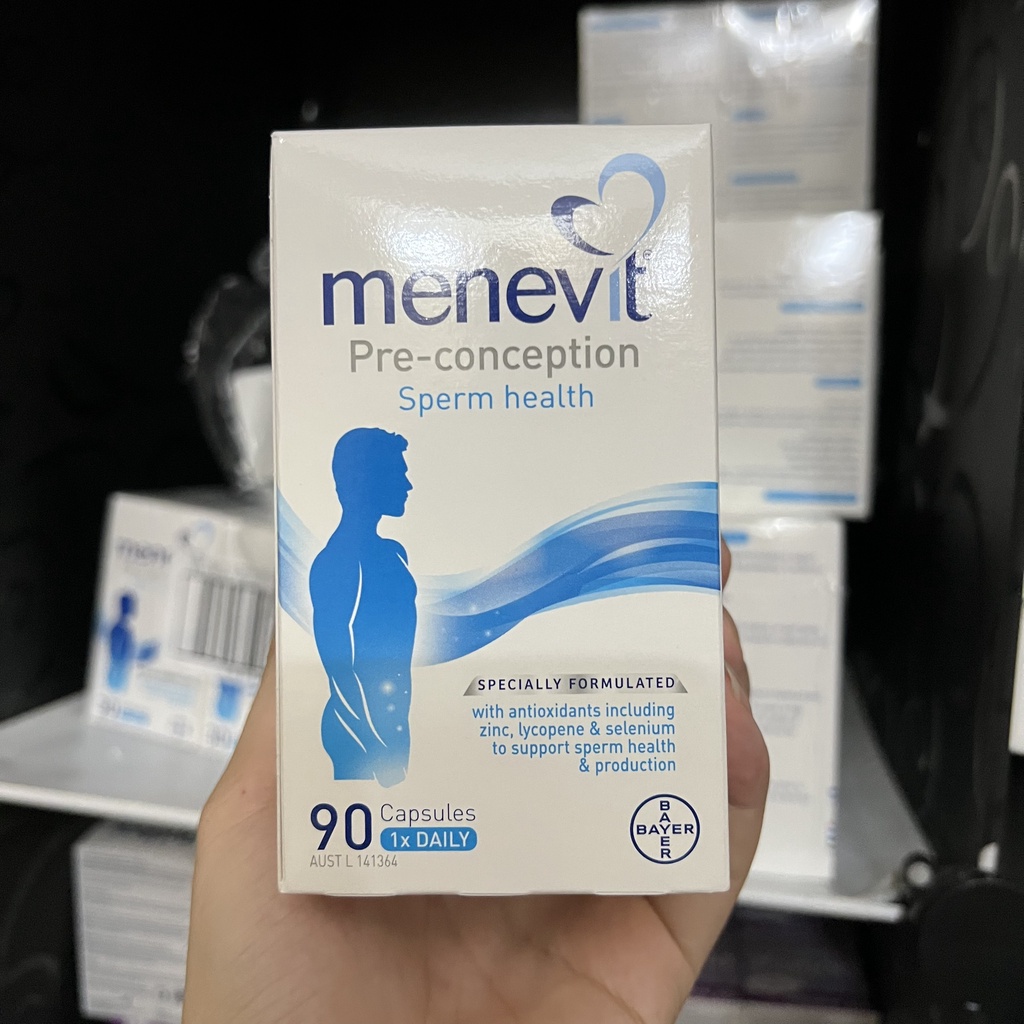 menevit®
Pre-conception
Sperm health
SPECIALLY FORMULATED
with antioxidants including
zinc, lycopene & selenium
to support sperm health
& production
90 Capsules
1x DAILY
AUST L 141364
BAYER
BAYER